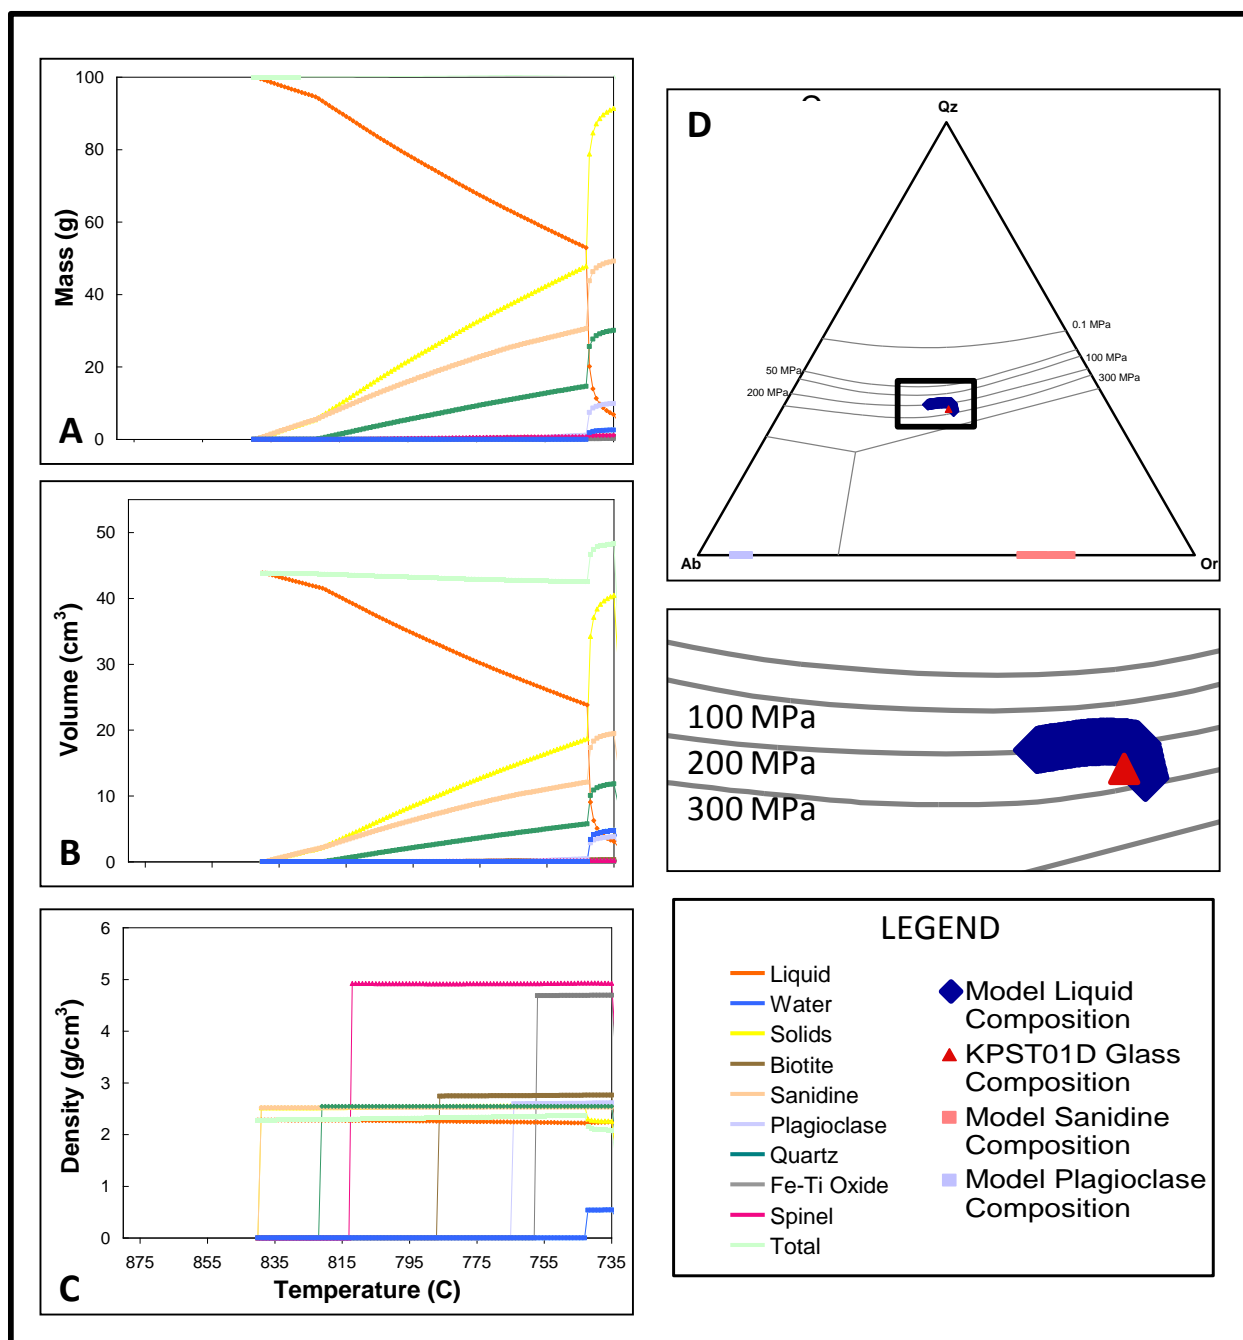 100
80
60
40
20
0
Mass (g)
A
50
40
30
20
10
0
Volume (cm³)
B
6
5
4
3
2
1
0
Density (g/cm³)
875 855 835 815 795 775 755 735
Temperature (C)
C
D
Qz
0.1 MPa
50 MPa
100 MPa
200 MPa
300 MPa
Ab
Or
100 MPa
200 MPa
300 MPa
LEGEND
Liquid
Water
Solids
Biotite
Sanidine
Plagioclase
Quartz
Fe-Ti Oxide
Spinel
Total
Model Liquid
Composition
KPST01D Glass
Composition
Model Sanidine
Composition
Model Plagioclase
Composition